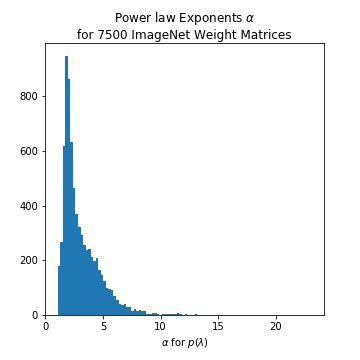 Power law Exponents α
for 7500 ImageNet Weight Matrices
800
600
400
200
0
0 5 10 15 20
α for p(λ)